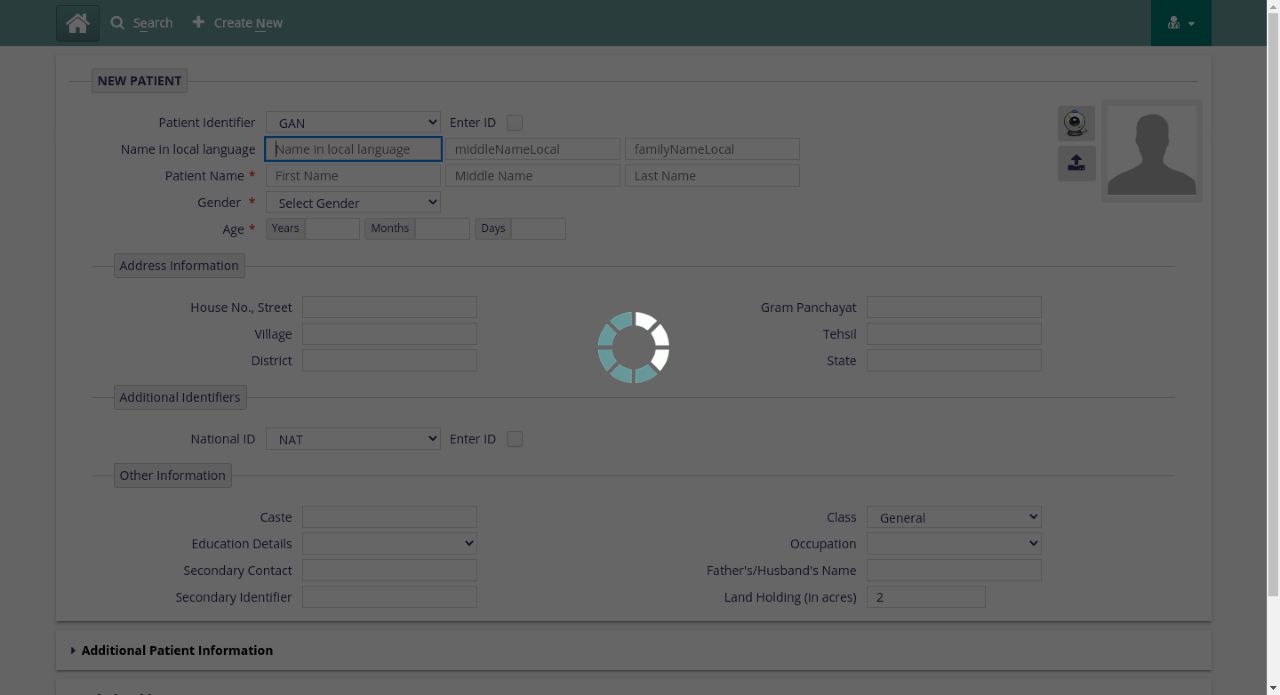 Search Create New
NEW PATIENT
Patient Identifier GAN Enter ID
Name in local language Name in local language middleNameLocal familyNameLocal
Patient Name * First Name Middle Name Last Name
Gender * Select Gender
Age * Years Months Days
Address Information
House No., Street Gram Panchayat
Village Tehsil
District State
Additional Identifiers
National ID NAT Enter ID
Other Information
Caste Class General
Education Details Occupation
Secondary Contact Father's/Husband's Name
Secondary Identifier Land Holding (in acres) 2
Additional Patient Information